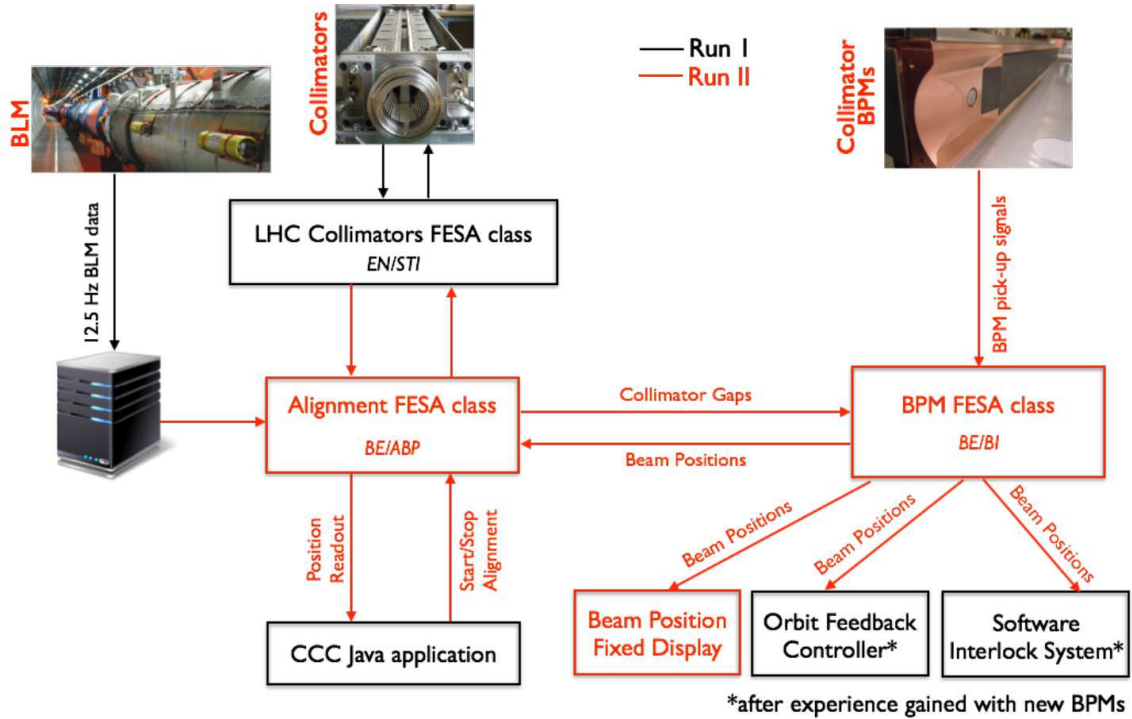 BLM
Collimators
Run I
Run II
Collimator
BPMs
12.5 Hz BLM data
LHC Collimators FESA class
EN/STI
BPM pick-up signals
Alignment FESA class
BE/ABP
Collimator Gaps
Beam Positions
BPM FESA class
BE/BI
Position
Readout
Start/Stop
Alignment
Beam Positions
Beam Positions
Beam Positions
CCC Java application
Beam Position
Fixed Display
Orbit Feedback
Controller*
Software
Interlock System*
*after experience gained with new BPMs